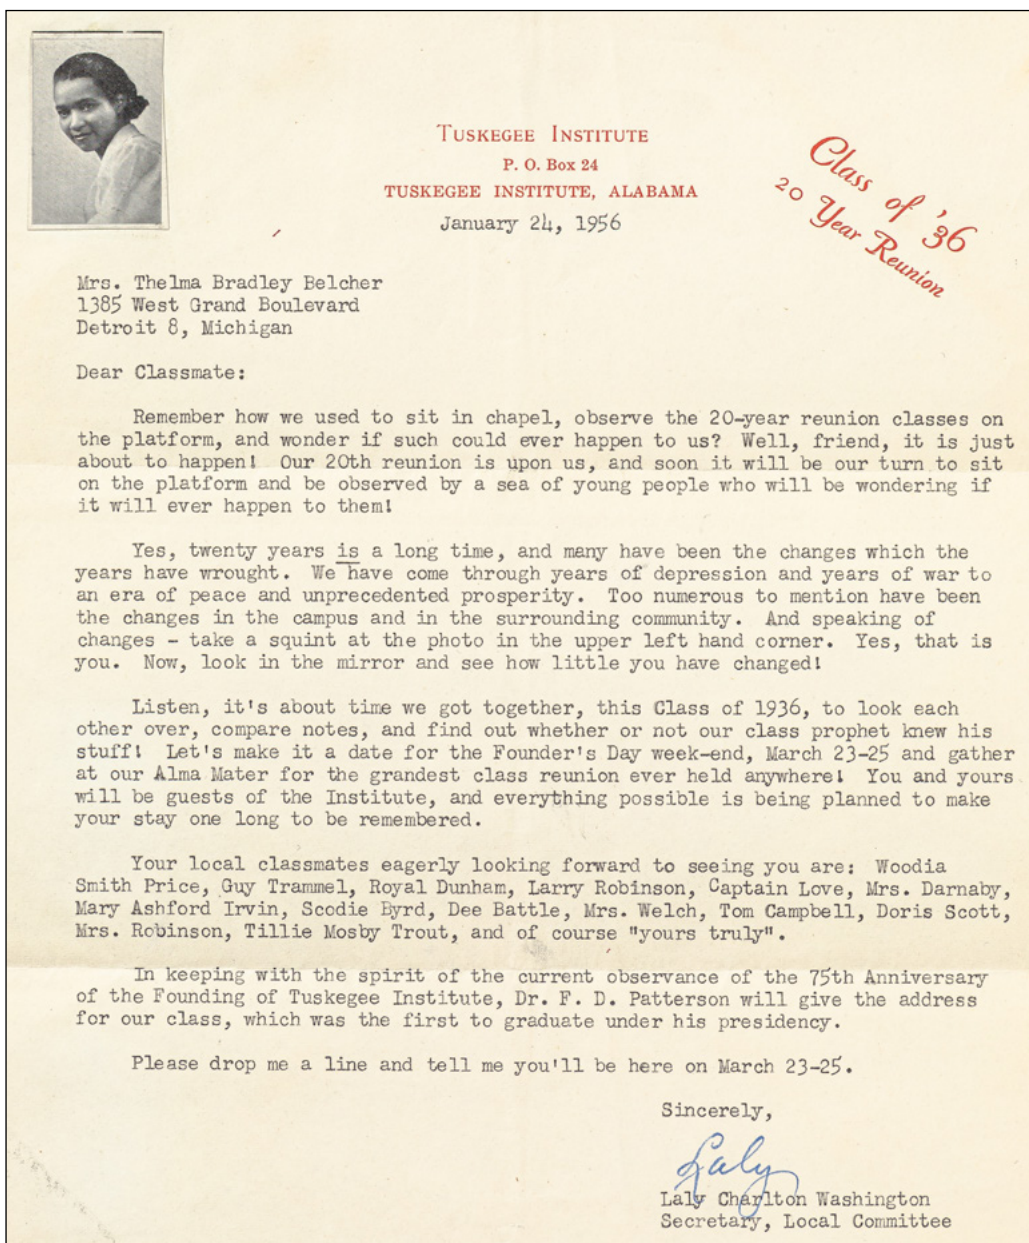 TUSKEGEE INSTITUTE
P. O. Box 24
TUSKEGEE INSTITUTE, ALABAMA
Class of '36
20 Year Reunion
January 24, 1956
Mrs. Thelma Bradley Belcher
1385 West Grand Boulevard
Detroit 8, Michigan
Dear Classmate:
Remember how we used to sit in chapel, observe the 20-year reunion classes on
the platform, and wonder if such could ever happen to us? Well, friend, it is just
about to happen! Our 20th reunion is upon us, and soon it will be our turn to sit
on the platform and be observed by a sea of young people who will be wondering if
it will ever happen to them!
Yes, twenty years is a long time, and many have been the changes which the
years have wrought. We have come through years of depression and years of war to
an era of peace and unprecedented prosperity. Too numerous to mention have been
the changes in the campus and in the surrounding community. And speaking of
changes - take a squint at the photo in the upper left hand corner. Yes, that is
you. Now, look in the mirror and see how little you have changed!
Listen, it's about time we got together, this Class of 1936, to look each
other over, compare notes, and find out whether or not our class prophet knew his
stuff! Let's make it a date for the Founder's Day week-end, March 23-25 and gather
at our Alma Mater for the grandest class reunion ever held anywhere! You and yours
will be guests of the Institute, and everything possible is being planned to make
your stay one long to be remembered.
Your local classmates eagerly looking forward to seeing you are: Woodia
Smith Price, Guy Trammel, Royal Dunham, Larry Robinson, Captain Love, Mrs. Darnaby,
Mary Ashford Irvin, Scodie Byrd, Dee Battle, Mrs. Welch, Tom Campbell, Doris Scott,
Mrs. Robinson, Tillie Mosby Trout, and of course "yours truly".
In keeping with the spirit of the current observance of the 75th Anniversary
of the Founding of Tuskegee Institute, Dr. F. D. Patterson will give the address
for our class, which was the first to graduate under his presidency.
Please drop me a line and tell me you'll be here on March 23-25.
Sincerely,
Laly
Laly Charlton Washington
Secretary, Local Committee